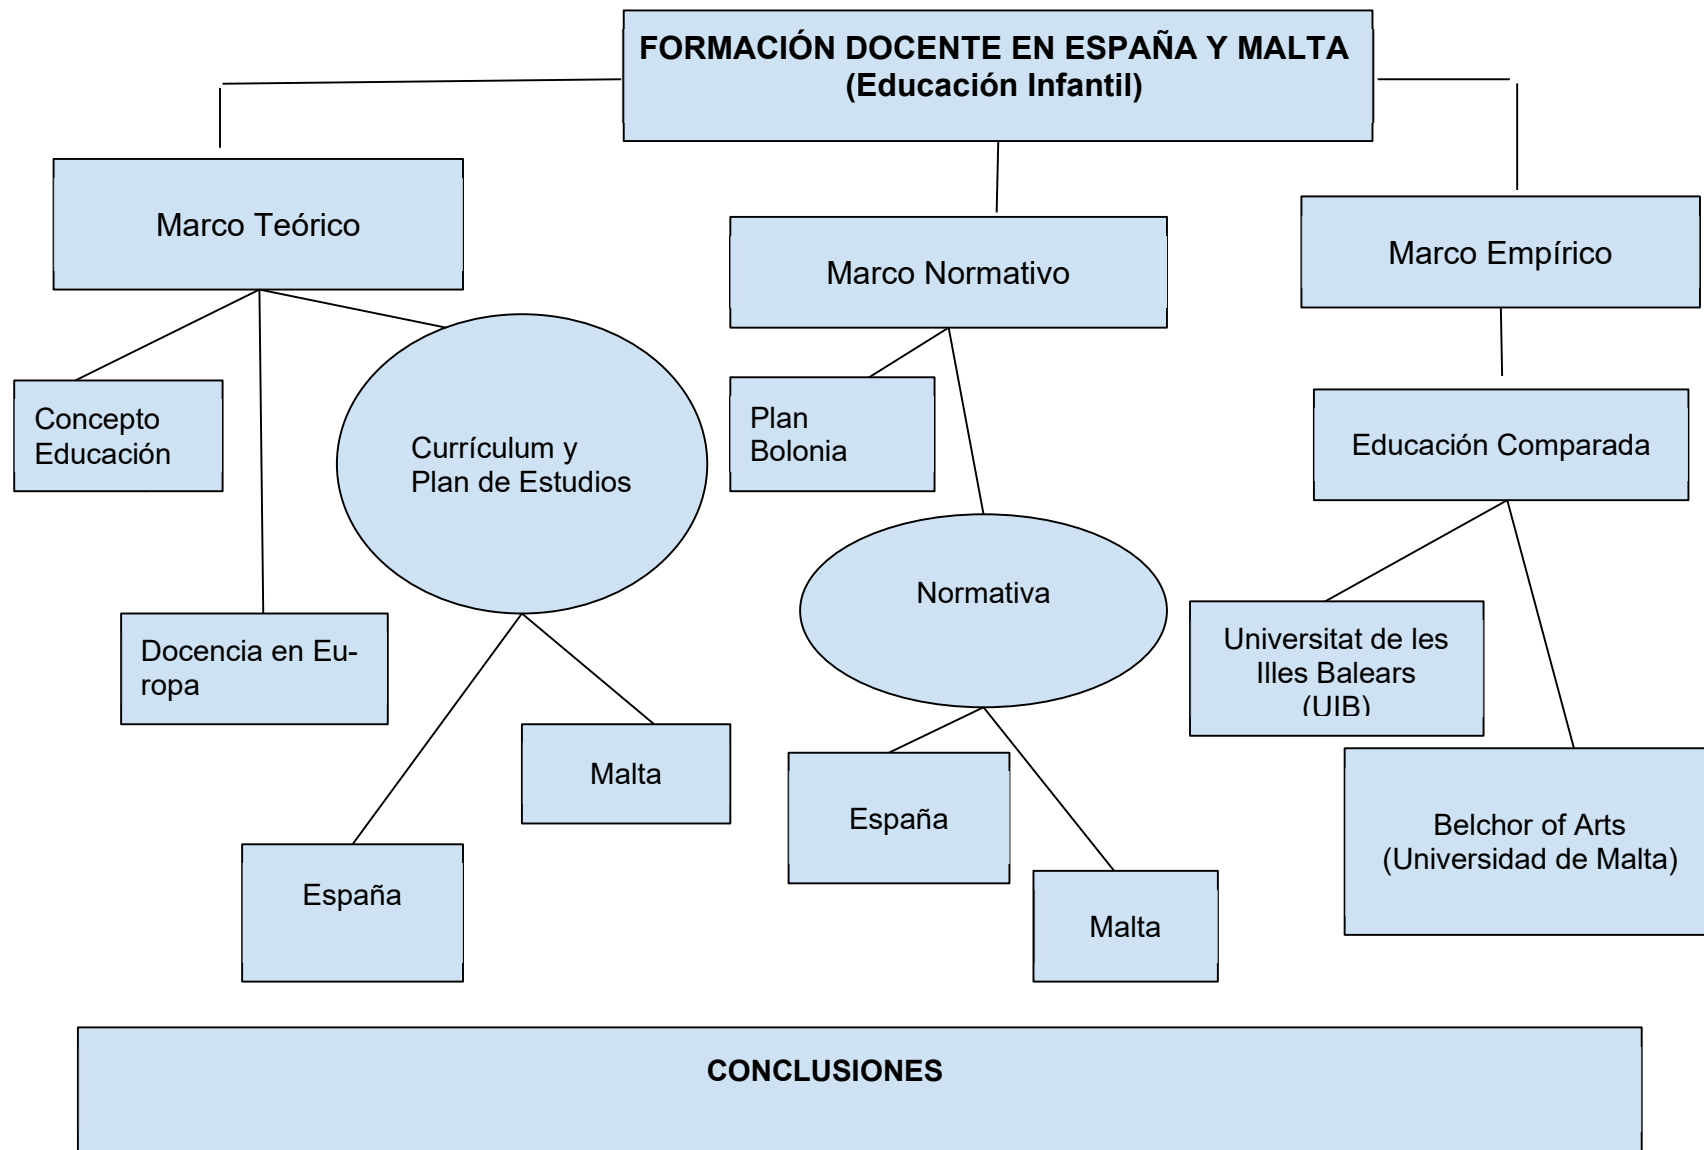 FORMACIÓN DOCENTE EN ESPAÑA Y MALTA
(Educación Infantil)
Marco Teórico
Marco Normativo
Marco Empírico
Concepto
Educación
Currículum y
Plan de Estudios
Plan
Bolonia
Educación Comparada
Docencia en Eu-
ropa
Normativa
Universitat de les
Illes Balears
(UIB)
Malta
España
España
Malta
Belchor of Arts
(Universidad de Malta)
CONCLUSIONES